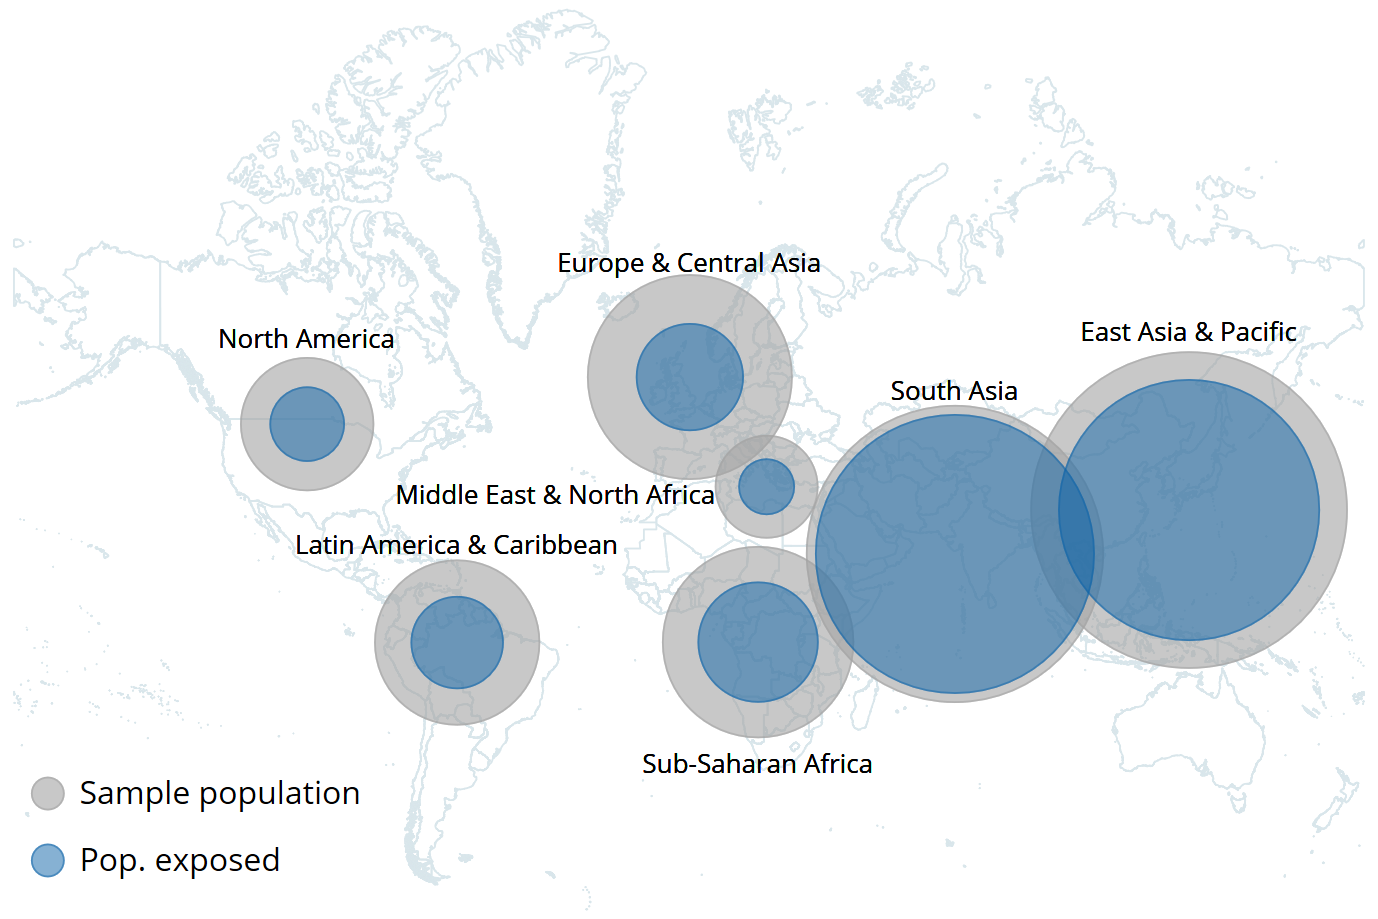 Europe & Central Asia
North America
East Asia & Pacific
South Asia
Middle East & North Africa
Latin America & Caribbean
Sub-Saharan Africa
Sample population
Pop. exposed